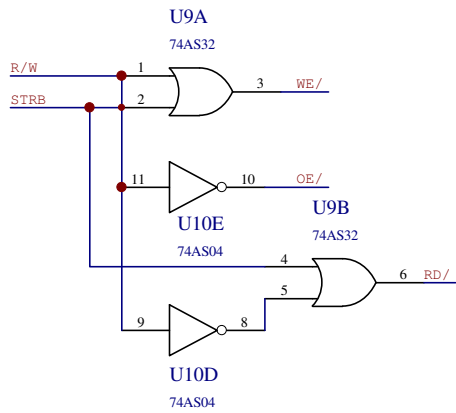 U9A
74AS32
R/W 1 3 WE/
STRB 2
11 10 OE/
U10E U9B
74AS04 74AS32
4 6 RD/
5
9 8
U10D
74AS04